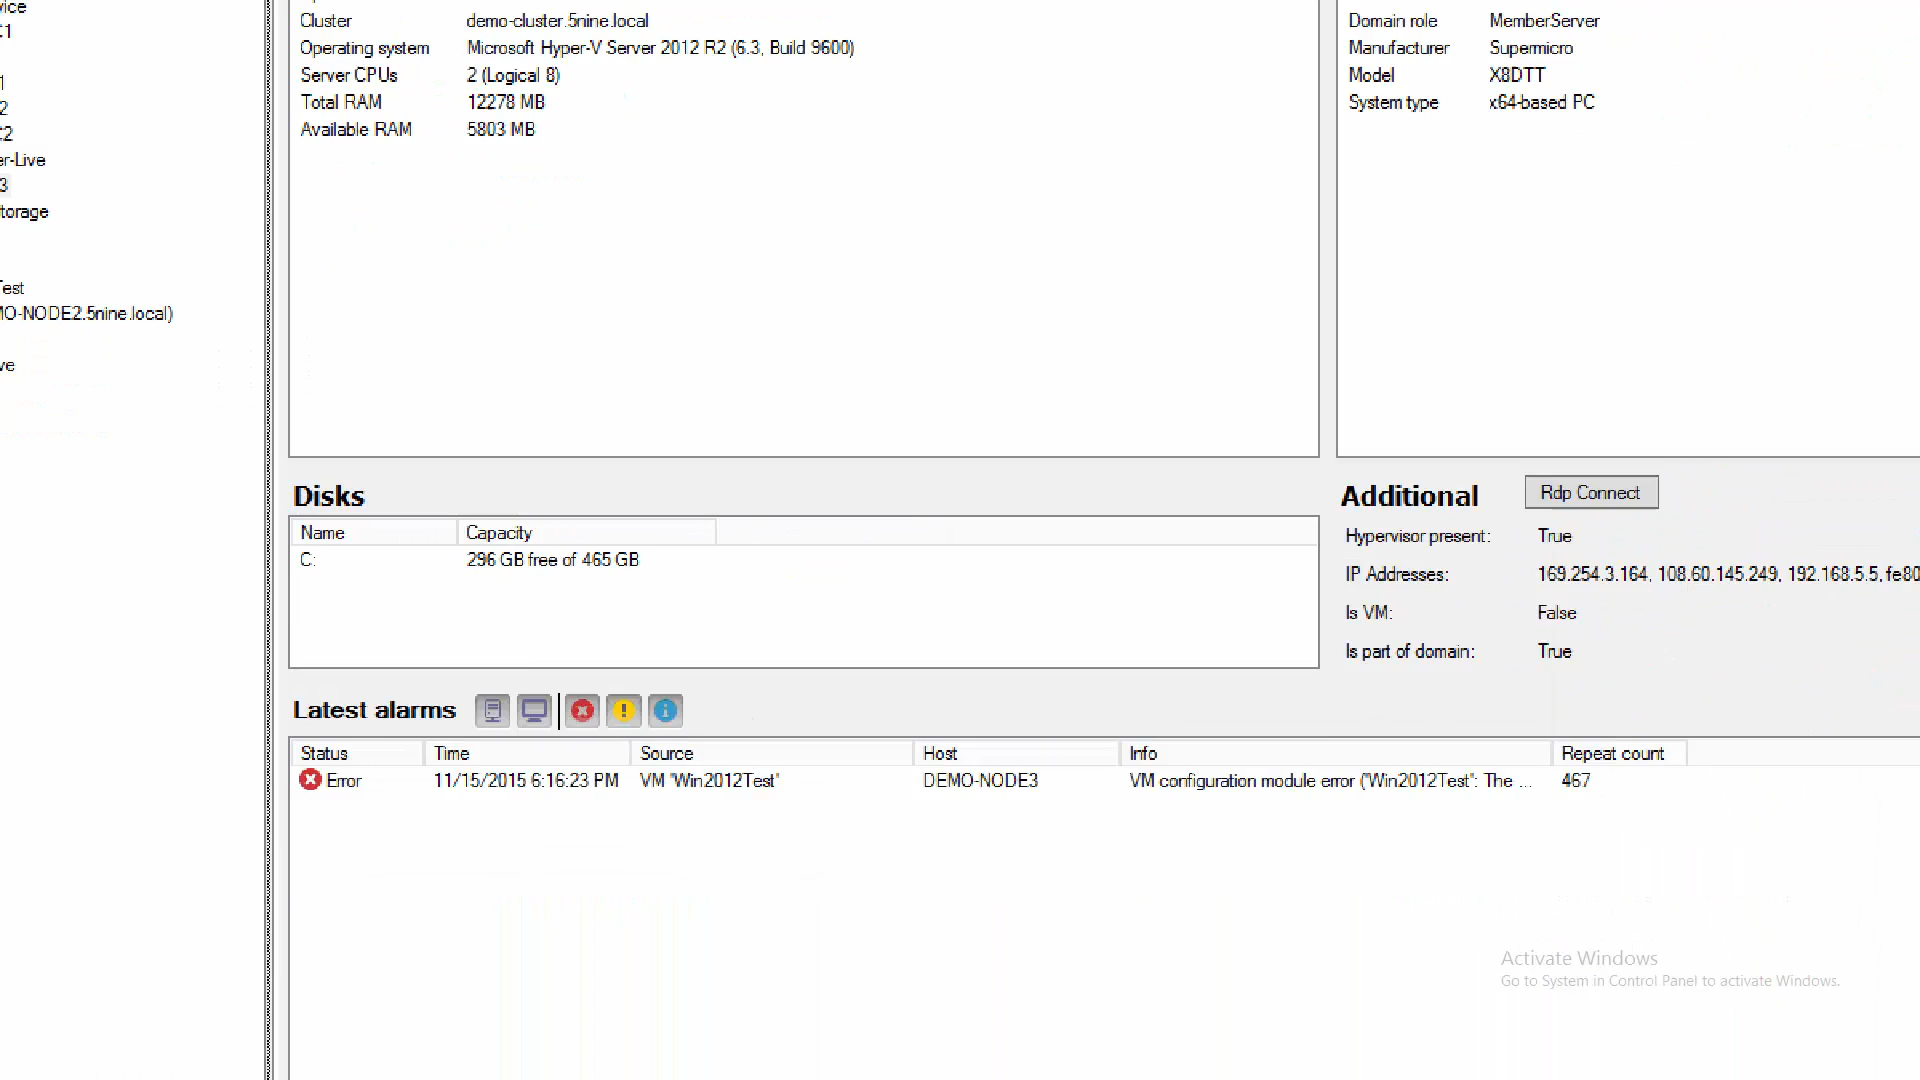 vice
:1
1
2
C2
er-Live
3
torage
Test
MO-NODE2.5nine.local)
ve
Cluster demo-cluster.5nine.local
Operating system Microsoft Hyper-V Server 2012 R2 (6.3, Build 9600)
Server CPUs 2 (Logical 8)
Total RAM 12278 MB
Available RAM 5803 MB
Domain role MemberServer
Manufacturer Supermicro
Model X8DTT
System type x64-based PC
Disks
Name Capacity
C: 296 GB free of 465 GB
Additional Rdp Connect
Hypervisor present: True
IP Addresses: 169.254.3.164, 108.60.145.249, 192.168.5.5, fe80
Is VM: False
Is part of domain: True
Latest alarms
Status Time Source Host Info Repeat count
Error 11/15/2015 6:16:23 PM VM "Win2012Test" DEMO-NODE3 VM configuration module error ("Win2012Test": The ... 467
Activate Windows
Go to System in Control Panel to activate Windows.